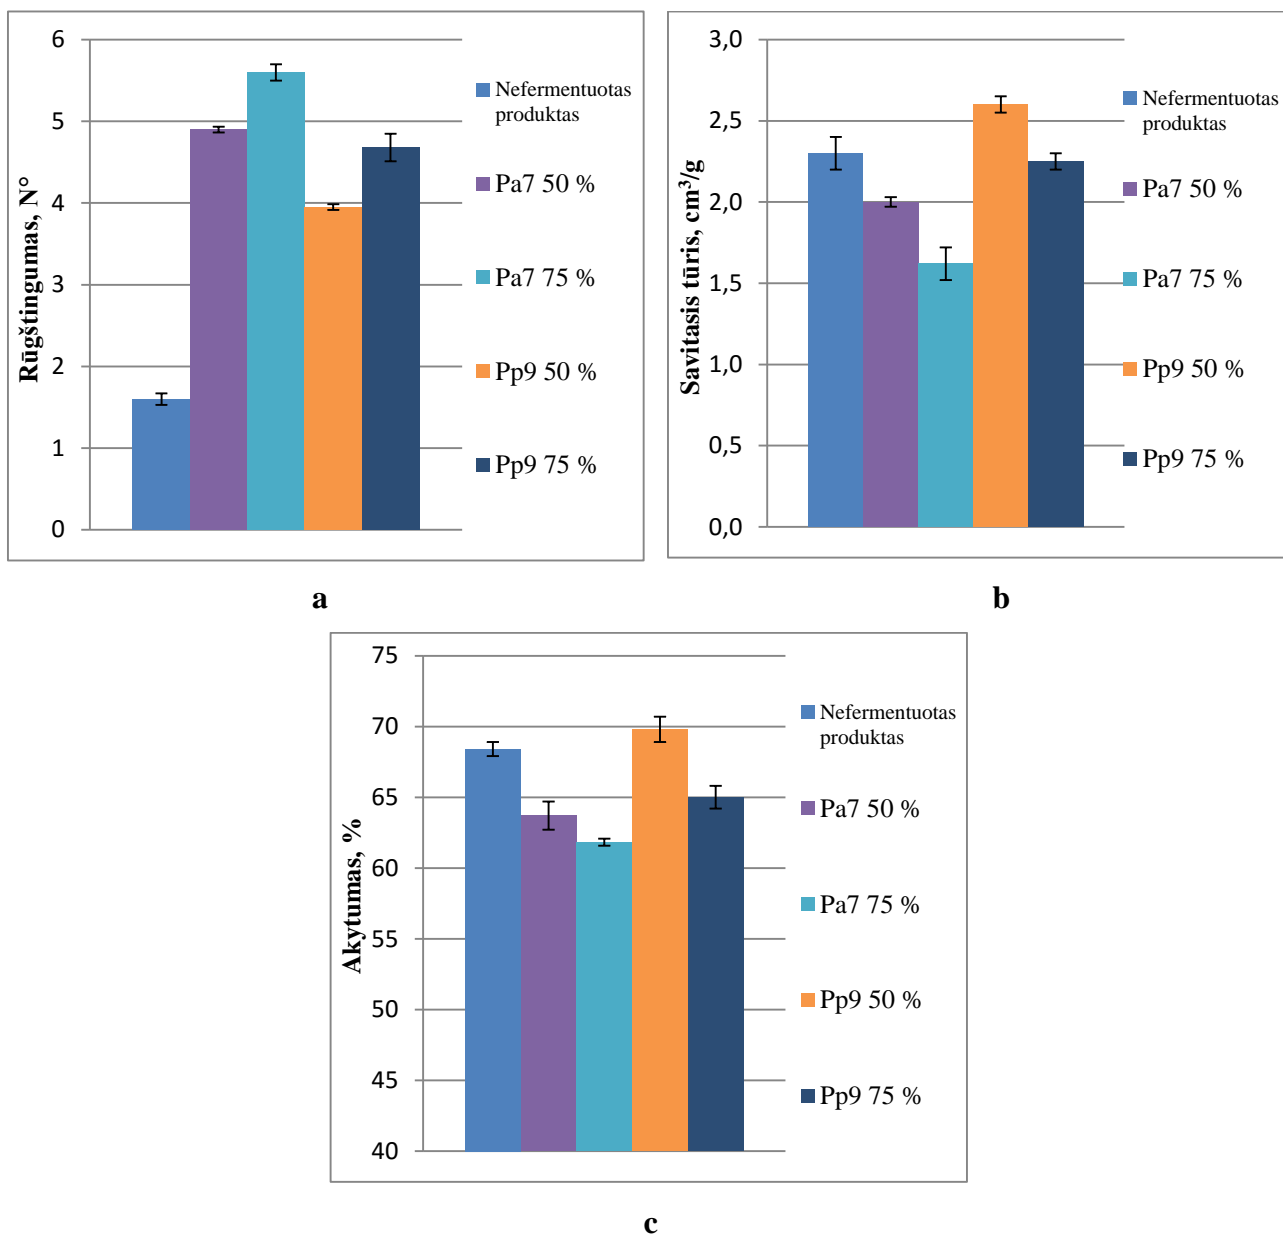 Rūgštingumas, N°
6
5
4
3
2
1
0
Nefermentuotas
produktas
Pa7 50 %
Pa7 75 %
Pp9 50 %
Pp9 75 %
a
Savitasis tūris, cm³/g
3,0
2,5
2,0
1,5
1,0
0,5
0,0
Nefermentuotas
produktas
Pa7 50 %
Pa7 75 %
Pp9 50 %
Pp9 75 %
b
Akytumas, %
75
70
65
60
55
50
45
40
Nefermentuotas
produktas
Pa7 50 %
Pa7 75 %
Pp9 50 %
Pp9 75 %
c